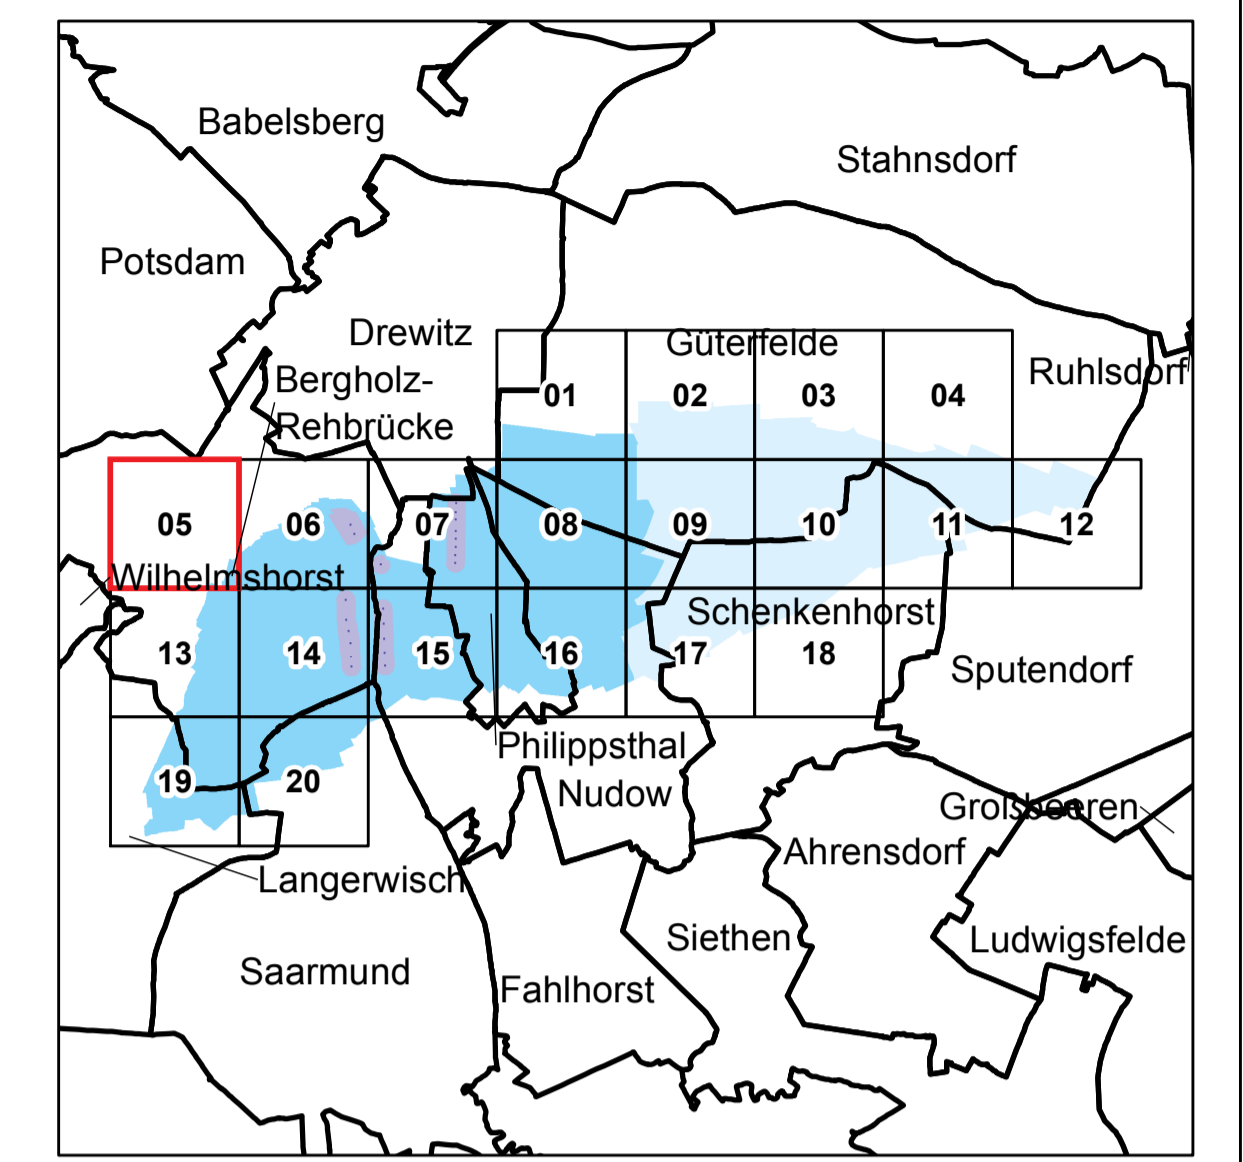 Babelsberg
Stahnsdorf
Potsdam
Drewitz
Güterfelde
Ruhlsdorf
Bergholz-
Rehbrücke
01
02
03
04
05
06
07
08
09
10
11
12
Wilhelmshorst
Schenkenhorst
13
14
15
16
17
18
Sputendorf
Philippsthal
19
20
Nudow
Großbeeren
Ahrensdorf
Langerwisch
Siethen
Ludwigsfelde
Saarmund
Fahlhorst